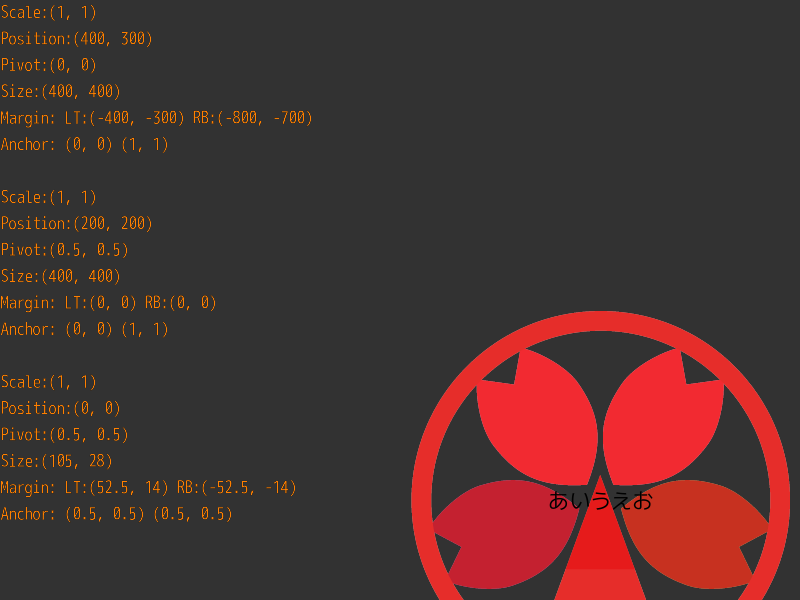 Scale:(1, 1)
Position:(400, 300)
Pivot:(0, 0)
Size:(400, 400)
Margin: LT:(-400, -300) RB:(-800, -700)
Anchor: (0, 0) (1, 1)
Scale:(1, 1)
Position:(200, 200)
Pivot:(0.5, 0.5)
Size:(400, 400)
Margin: LT:(0, 0) RB:(0, 0)
Anchor: (0, 0) (1, 1)
Scale:(1, 1)
Position:(0, 0)
Pivot:(0.5, 0.5)
Size:(105, 28)
Margin: LT:(52.5, 14) RB:(-52.5, -14)
Anchor: (0.5, 0.5) (0.5, 0.5)
あいうえお